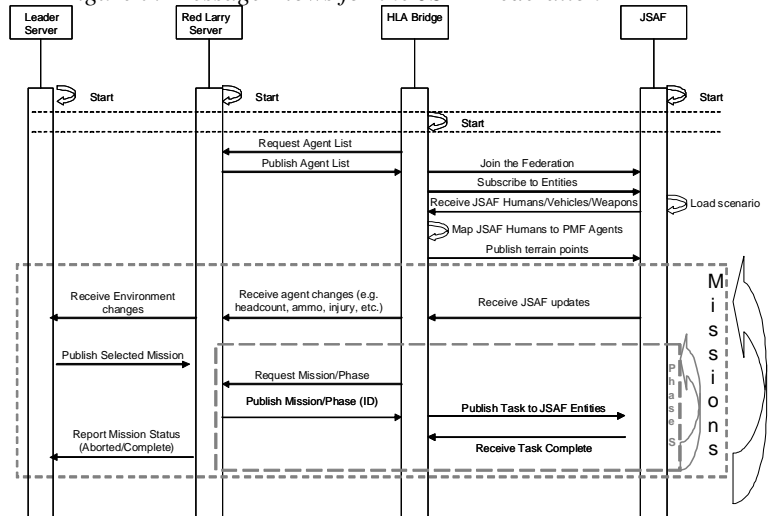 Leader
Server
Red Larry
Server
HLA Bridge
JSAF
Start
Start
Start
Start
Request Agent List
Publish Agent List
Join the Federation
Subscribe to Entities
Receive JSAF Humans/Vehicles/Weapons
Load scenario
Map JSAF Humans to PMF Agents
Publish terrain points
Missions
Receive Environment
changes
Receive agent changes (e.g.
headcount, ammo, injury, etc.)
Receive JSAF updates
Publish Selected Mission
Phases
Request Mission/Phase
Publish Mission/Phase (ID)
Publish Task to JSAF Entities
Report Mission Status
(Aborted/Complete)
Receive Task Complete